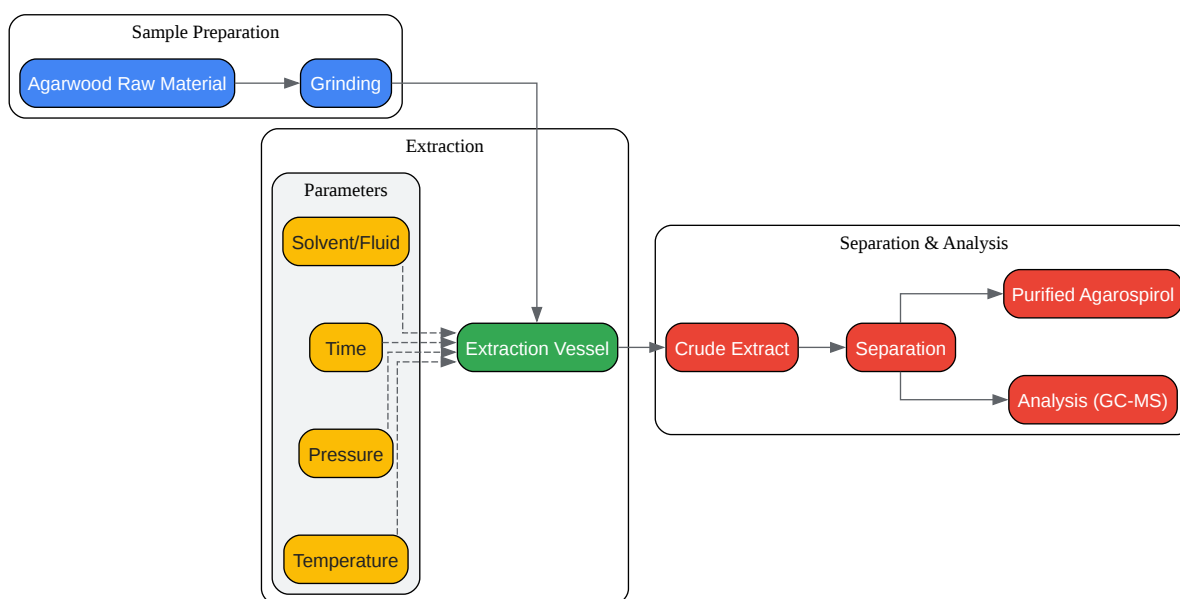 Sample Preparation
Agarwood Raw Material
Grinding
Extraction
Parameters
Solvent/Fluid
Time
Pressure
Temperature
Extraction Vessel
Separation & Analysis
Crude Extract
Separation
Purified Agarospirol
Analysis (GC-MS)